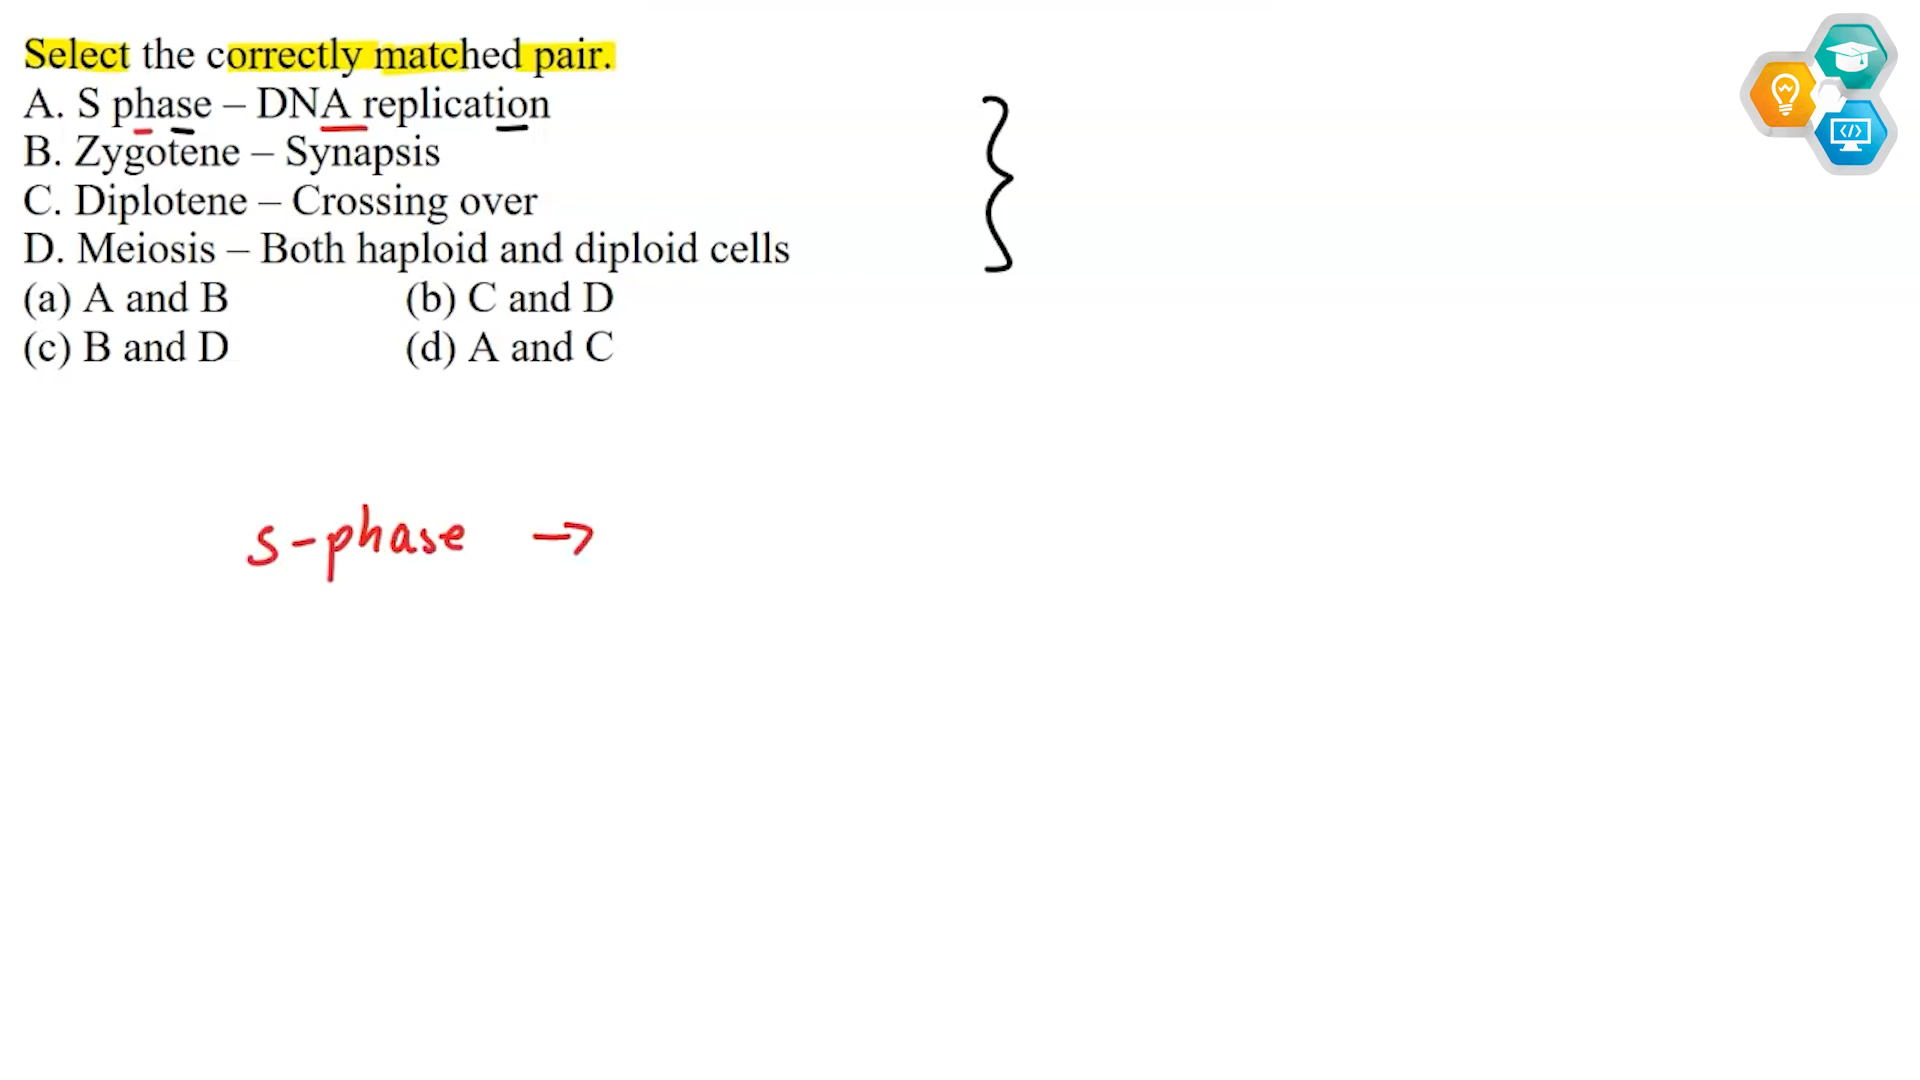 Select the correctly matched pair.
A. S phase – DNA replication
B. Zygotene – Synapsis
C. Diplotene – Crossing over
D. Meiosis – Both haploid and diploid cells
(a) A and B (b) C and D
(c) B and D (d) A and C
s-phase →